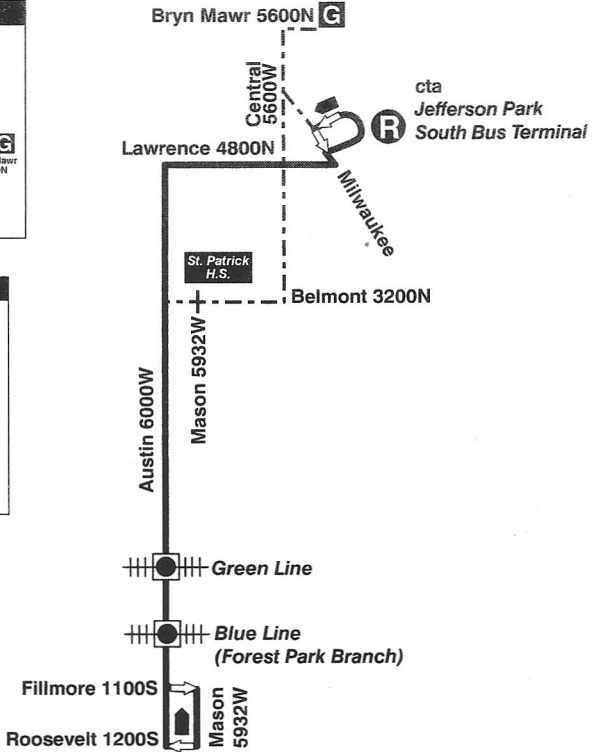 Bryn Mawr 5600N G
Central
5600W
cta
Jefferson Park
South Bus Terminal
R
G
N
Lawrence 4800N
Milwaukee
St. Patrick
H.S.
Belmont 3200N
Mason 5932W
Austin 6000W
Green Line
Blue Line
(Forest Park Branch)
Fillmore 1100S
Mason
5932W
Roosevelt 1200S